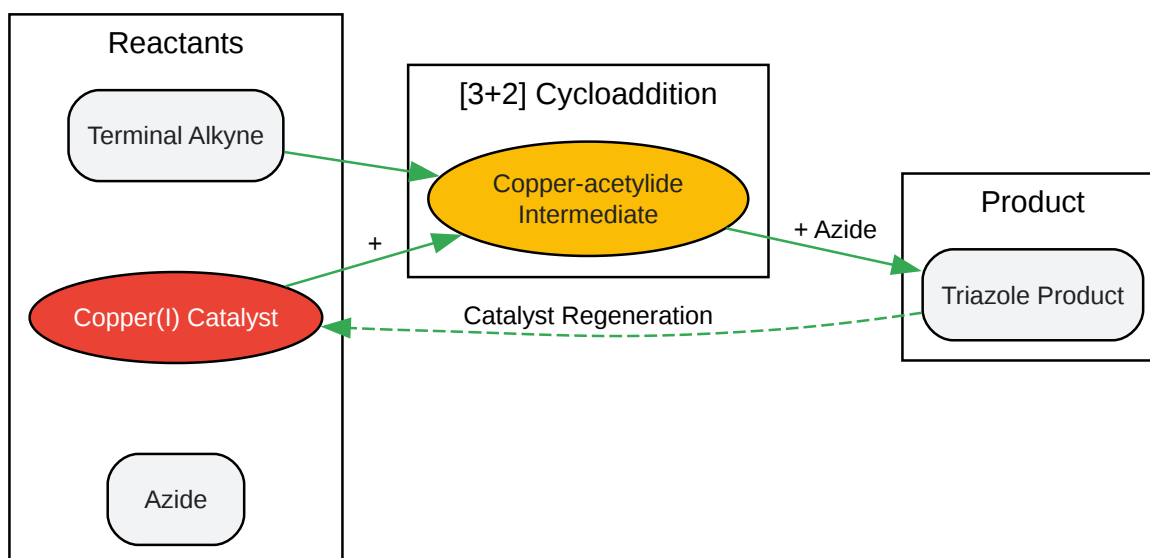 Reactants
Terminal Alkyne
Copper(I) Catalyst
Azide
+
[3+2] Cycloaddition
Copper-acetylide
Intermediate
+ Azide
Catalyst Regeneration
Product
Triazole Product